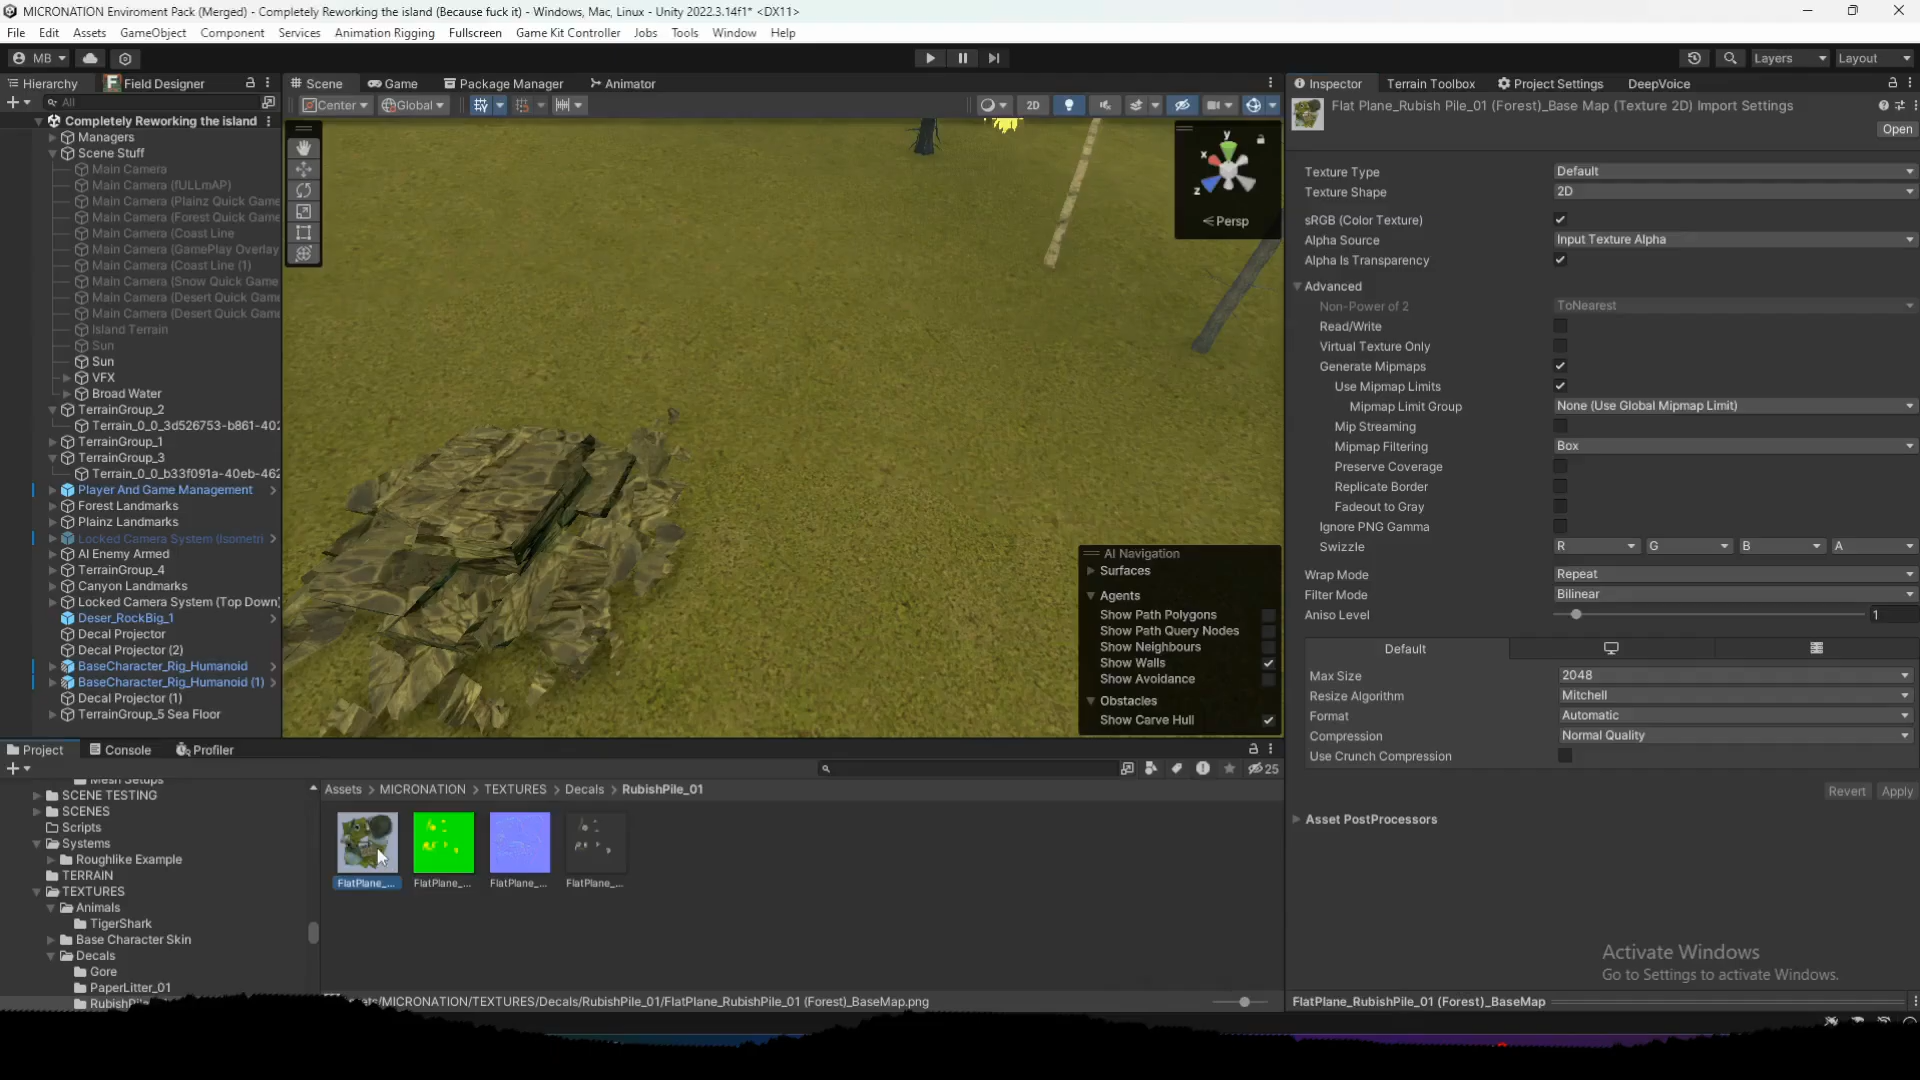 MICRONATION Enviroment Pack (Merged) - Completely Reworking the island (Because fuck it) - Windows, Mac, Linux - Unity 2022.3.14f1* <DX11>
File Edit Assets GameObject Component Services Animation Rigging Fullscreen Game Kit Controller Jobs Tools Window Help
MB Layers Layout
Hierarchy Field Designer
All
Completely Reworking the island
Managers
Scene Stuff
Main Camera
Main Camera (fULLmAP)
Main Camera (Plainz Quick Game
Main Camera (Forest Quick Game
Main Camera (Coast Line
Main Camera (GamePlay Overlay
Main Camera (Coast Line (1)
Main Camera (Snow Quick Game
Main Camera (Desert Quick Game
Main Camera (Desert Quick Game
Island Terrain
Sun
Sun
VFX
Broad Water
TerrainGroup_2
Terrain_0_0_3d526753-b861-402
TerrainGroup_1
TerrainGroup_3
Terrain_0_0_b33f091a-40eb-462
Player And Game Management
Forest Landmarks
Plainz Landmarks
Locked Camera System (Isometri
AI Enemy Armed
TerrainGroup_4
Canyon Landmarks
Locked Camera System (Top Down)
Deser_RockBig_1
Decal Projector
Decal Projector (2)
BaseCharacter_Rig_Humanoid
BaseCharacter_Rig_Humanoid (1)
Decal Projector (1)
TerrainGroup_5 Sea Floor
Scene Game Package Manager Animator
Center Global 2D
y
x
z
Persp
AI Navigation
Surfaces
Agents
Show Path Polygons
Show Path Query Nodes
Show Neighbours
Show Walls
Show Avoidance
Obstacles
Show Carve Hull
Inspector Terrain Toolbox Project Settings DeepVoice
Flat Plane_Rubish Pile_01 (Forest)_Base Map (Texture 2D) Import Settings
Open
Texture Type Default
Texture Shape 2D
sRGB (Color Texture)
Alpha Source Input Texture Alpha
Alpha Is Transparency
Advanced
Non-Power of 2 ToNearest
Read/Write
Virtual Texture Only
Generate Mipmaps
Use Mipmap Limits
Mipmap Limit Group None (Use Global Mipmap Limit)
Mip Streaming
Mipmap Filtering Box
Preserve Coverage
Replicate Border
Fadeout to Gray
Ignore PNG Gamma
Swizzle R G B A
Wrap Mode Repeat
Filter Mode Bilinear
Aniso Level 1
Default
Max Size 2048
Resize Algorithm Mitchell
Format Automatic
Compression Normal Quality
Use Crunch Compression
Revert Apply
Asset PostProcessors
Activate Windows
Go to Settings to activate Windows.
FlatPlane_RubishPile_01 (Forest)_BaseMap
Project Console Profiler
25
Mesh Setups
SCENE TESTING
SCENES
Scripts
Systems
Roughlike Example
TERRAIN
TEXTURES
Animals
TigerShark
Base Character Skin
Decals
Gore
PaperLitter_01
Assets > MICRONATION > TEXTURES > Decals > RubishPile_01
FlatPlane_... FlatPlane_... FlatPlane_... FlatPlane_...
/MICRONATION/TEXTURES/Decals/RubishPile_01/FlatPlane_RubishPile_01 (Forest)_BaseMap.png